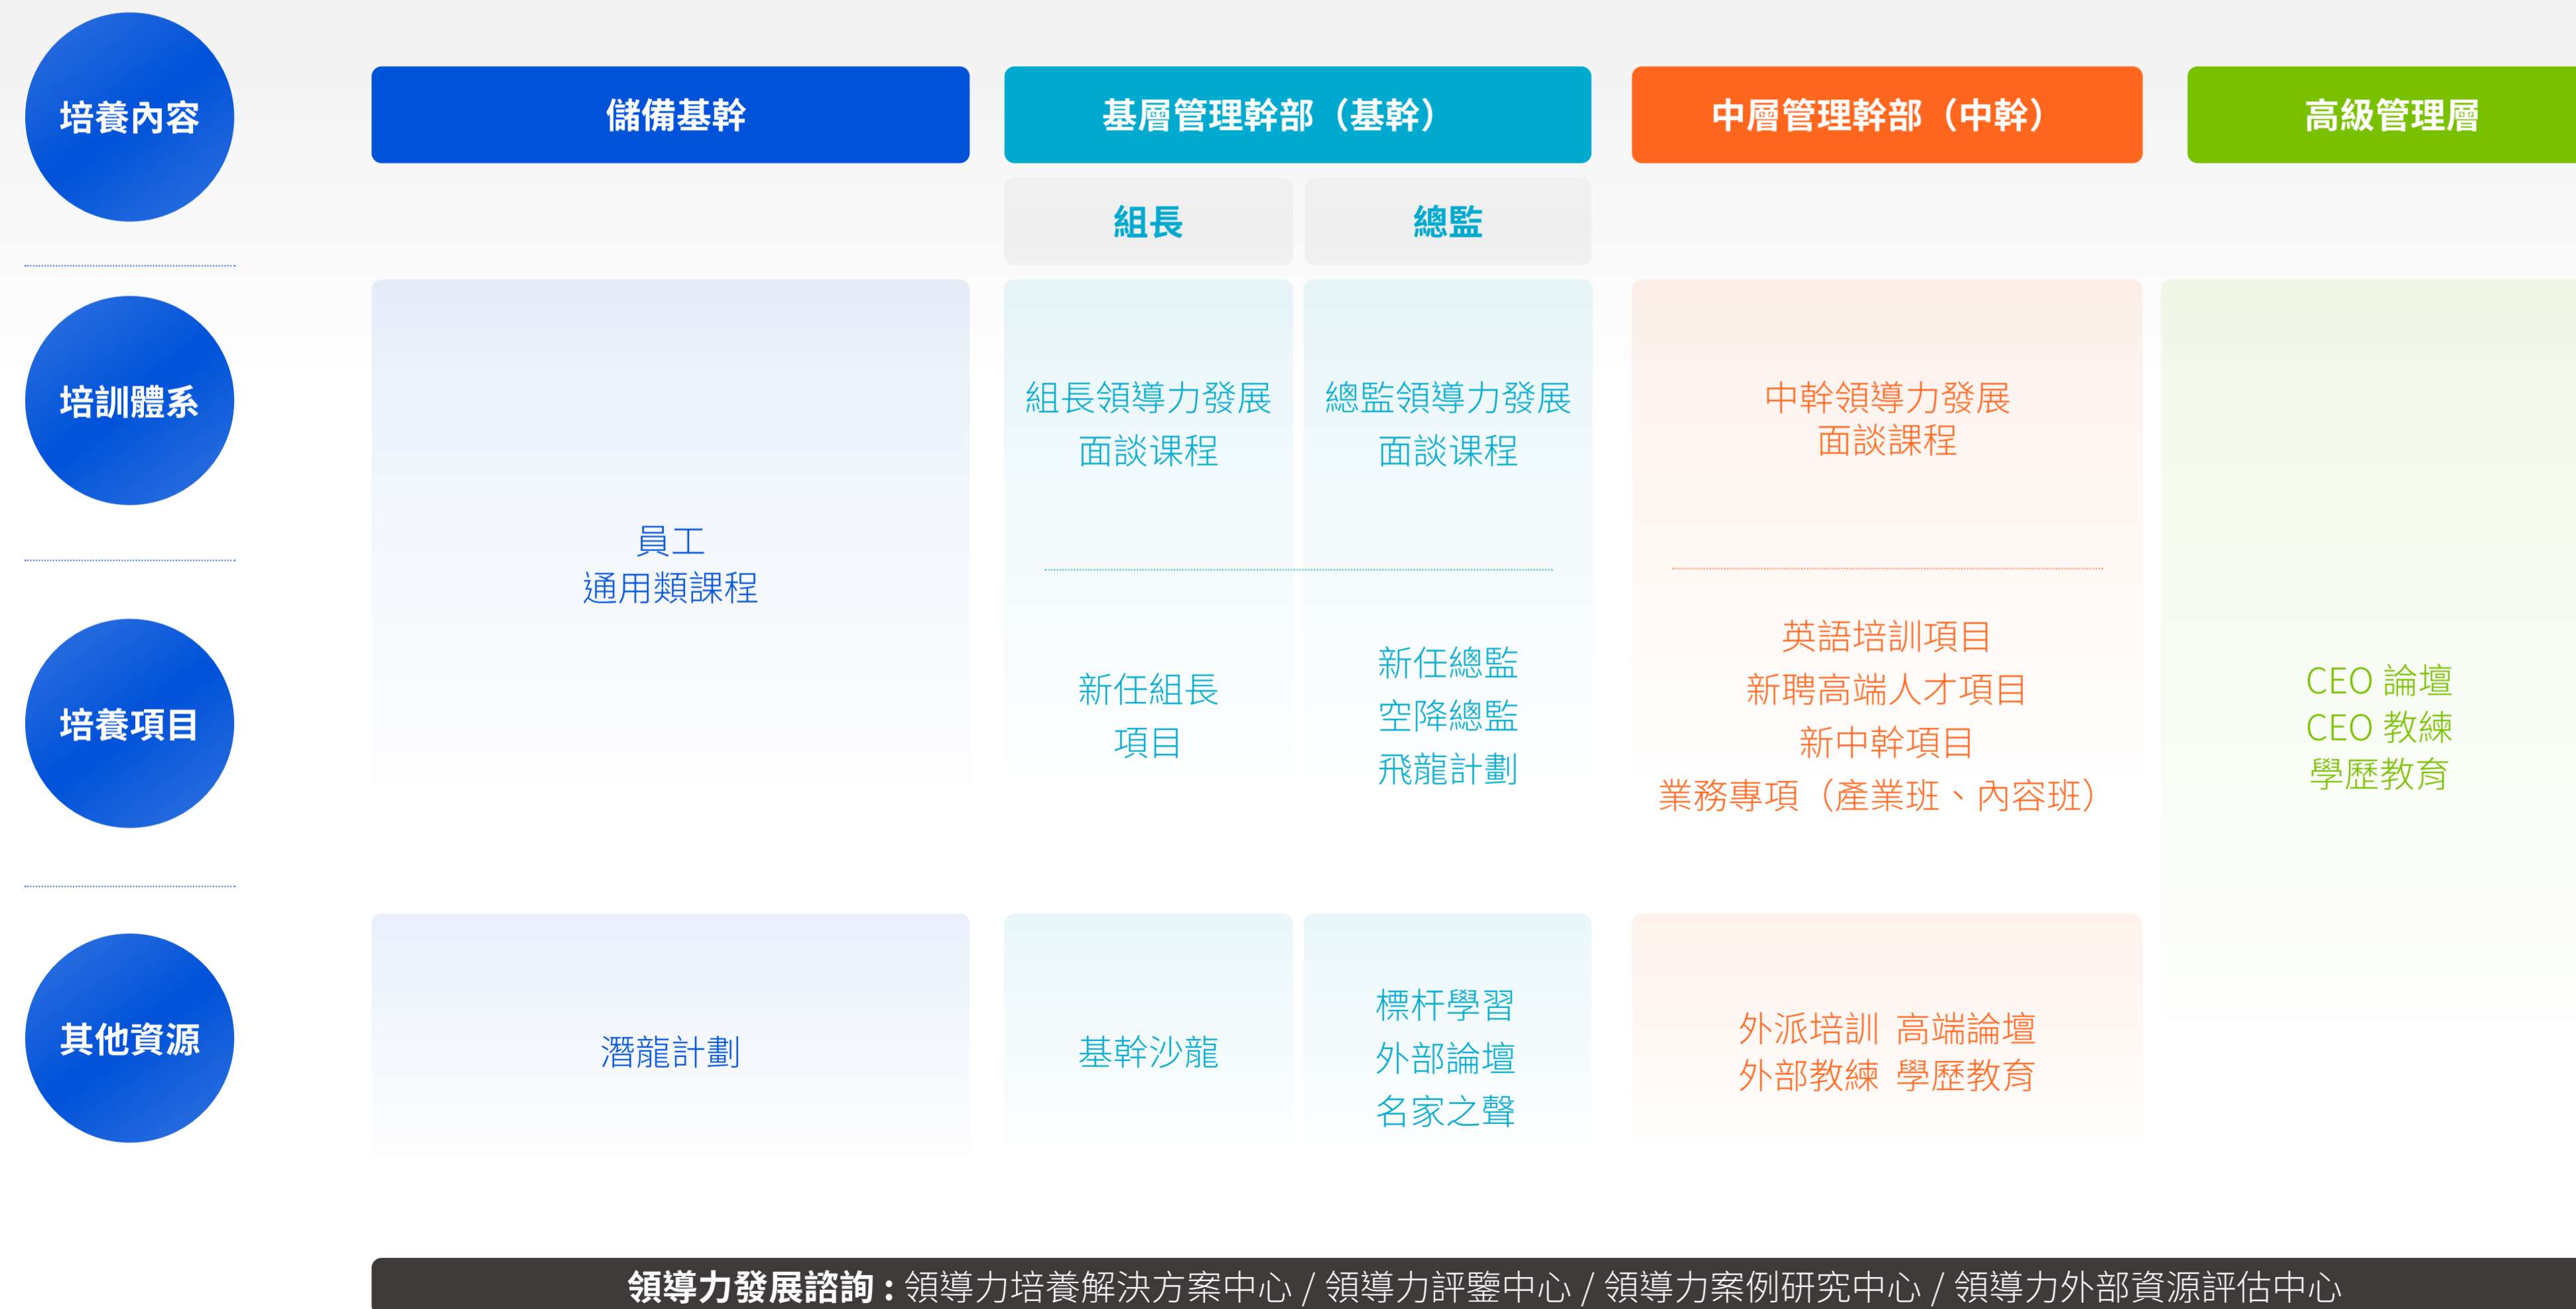 培養內容
儲備基幹
基層管理幹部（基幹）
中層管理幹部（中幹）
高級管理層
組長
總監
培訓體系
員工
通用類課程
組長領導力發展
面談课程
總監領導力發展
面談课程
中幹領導力發展
面談課程
培養項目
新任組長
項目
新任總監
空降總監
飛龍計劃
英語培訓項目
新聘高端人才項目
新中幹項目
業務專項（產業班、內容班）
CEO 論壇
CEO 教練
學歷教育
其他資源
潛龍計劃
基幹沙龍
標杆學習
外部論壇
名家之聲
外派培訓 高端論壇
外部教練 學歷教育
領導力發展諮詢：領導力培養解決方案中心 / 領導力評鑒中心 / 領導力案例研究中心 / 領導力外部資源評估中心